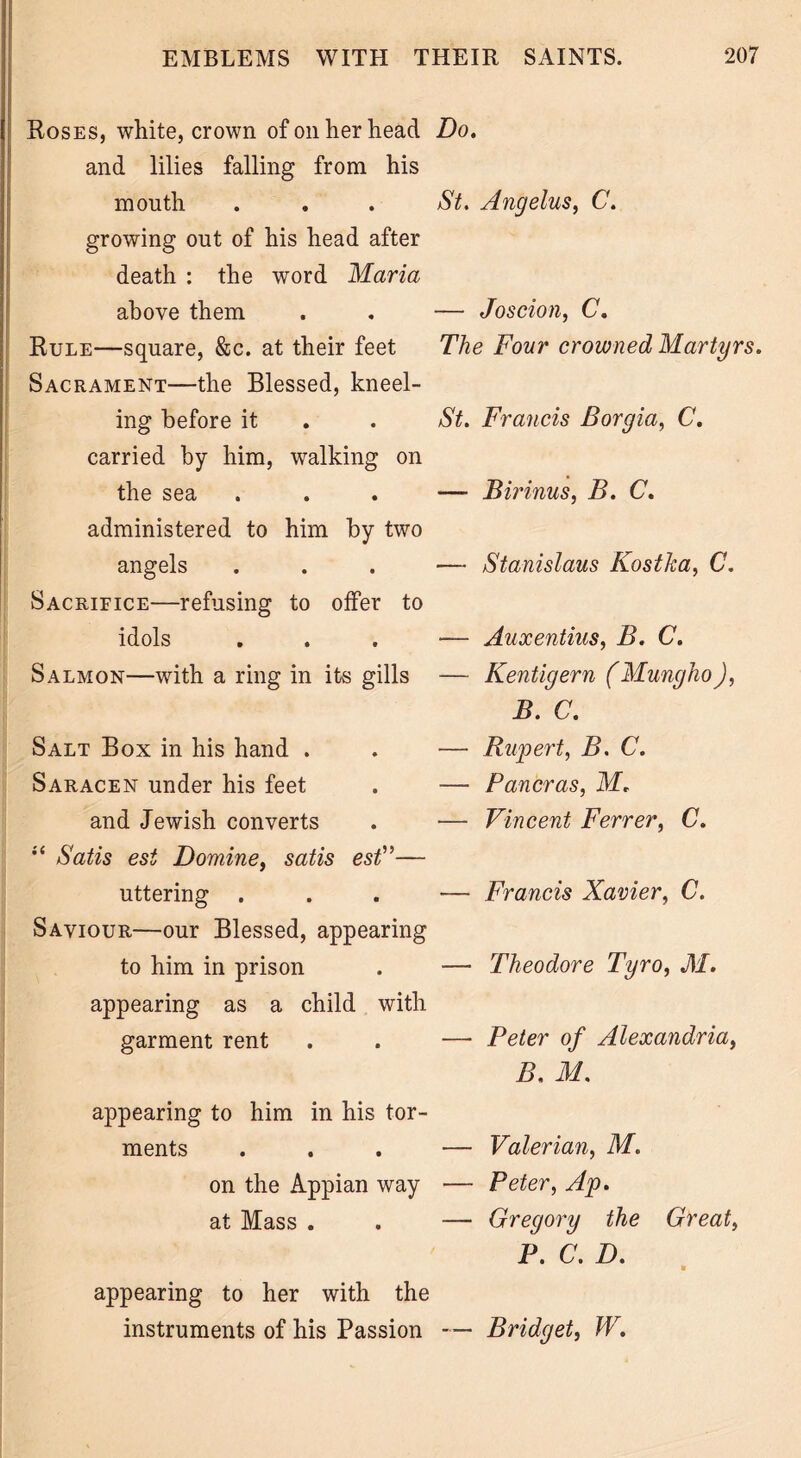 EMBLEMS WITH THEIR SAINTS. 207
Roses, white, crown of on her head Do.
and lilies falling from his
mouth . . . St. Angelus, C.
growing out of his head after
death : the word Maria
above them . . — Joscion, C.
Rule—square, &c. at their feet The Four crowned Martyrs.
Sacrament—the Blessed, kneel-
ing before it . . St. Francis Borgia, C.
carried by him, walking on
the sea . . . — Birinus, B. C.
administered to him by two
angels . . . — Stanislaus Kostka, C.
Sacrifice—refusing to offer to
idols . . . — Auxentius, B. C.
Salmon—with a ring in its gills — Kentigern (Mungho),
B. C.
Salt Box in his hand . . — Rupert, B. C.
Saracen under his feet . — Pancras, M.
and Jewish converts . — Vincent Ferrer, C.
“ Satis est Domine, satis est”—
uttering . . . — Francis Xavier, C.
Saviour—our Blessed, appearing
to him in prison . — Theodore Tyro, M.
appearing as a child with
garment rent . . — Peter of Alexandria,
B. M.
appearing to him in his tor-
ments . . . — Valerian, M.
on the Appian way — Peter, Ap.
at Mass . . — Gregory the Great,
P. C. D.
appearing to her with the
instruments of his Passion — Bridget, W.